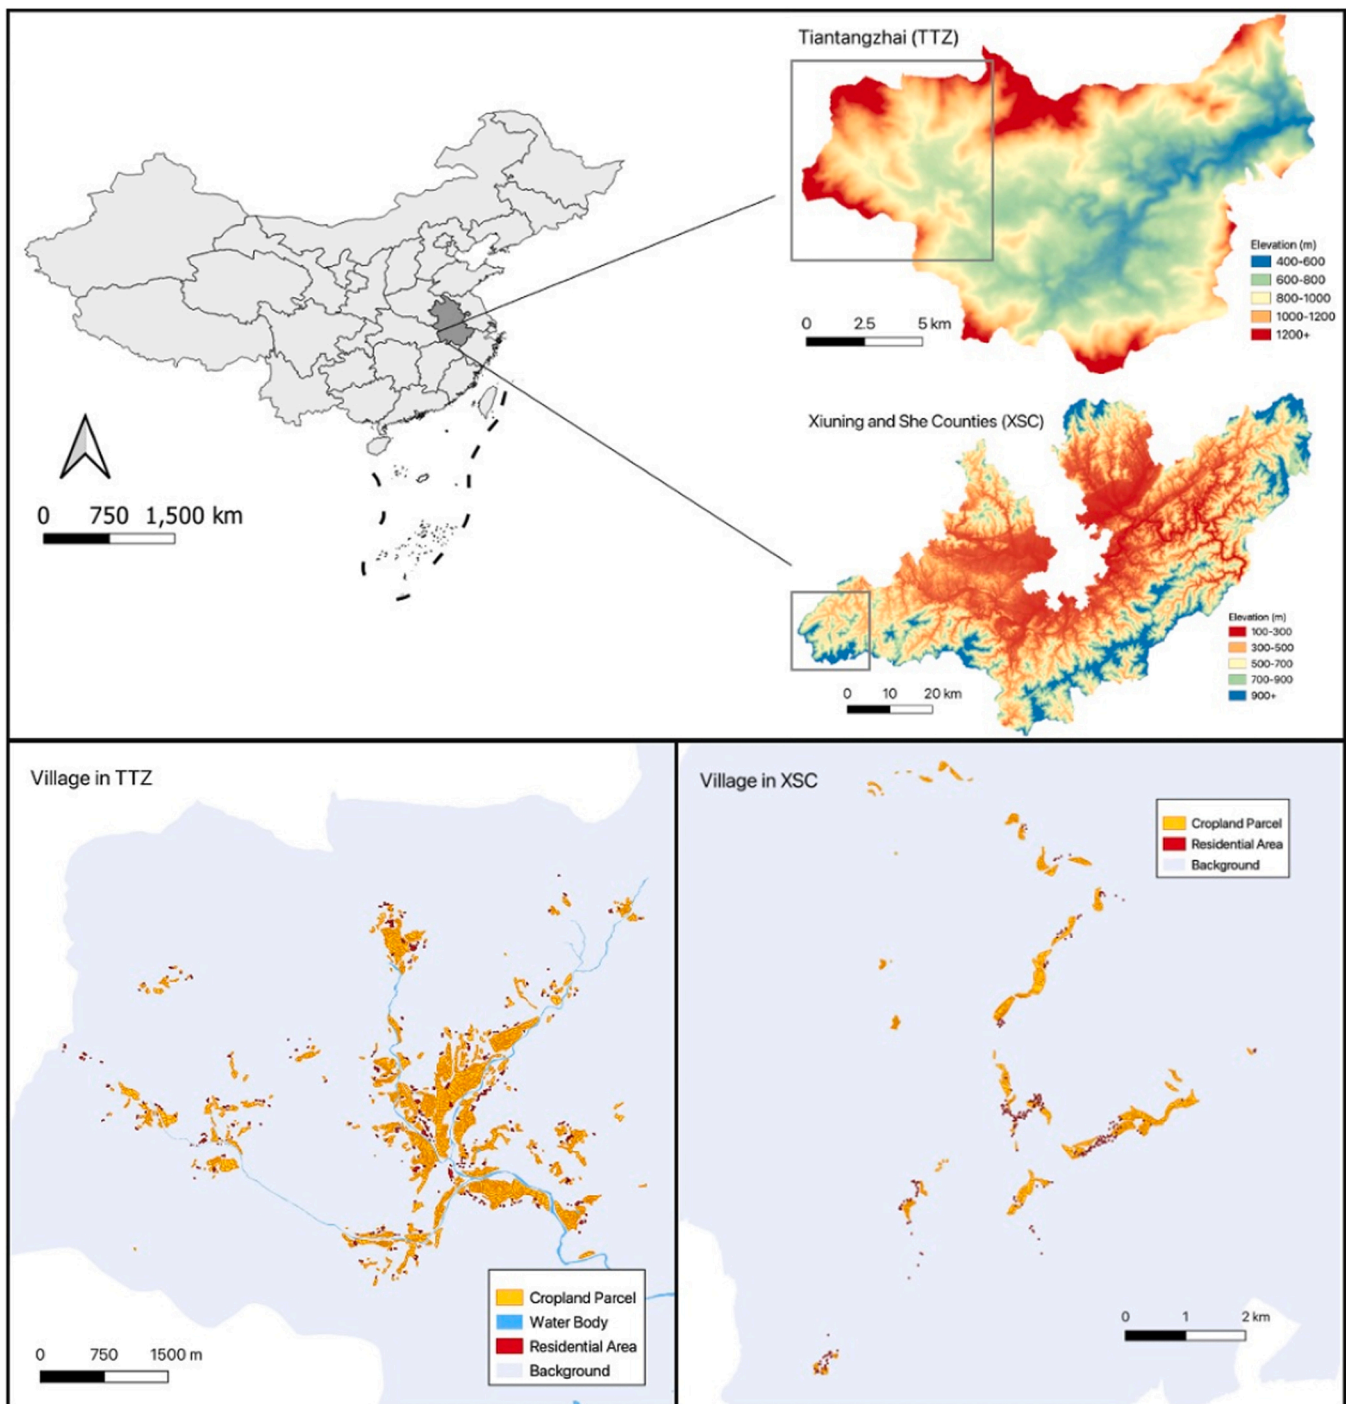 Tiantangzhai (TTZ)
Elevation (m)
400-600
600-800
800-1000
1000-1200
1200+
0 2.5 5 km
Xiuning and She Counties (XSC)
0 750 1,500 km
Elevation (m)
100-300
300-500
500-700
700-900
900+
0 10 20 km
Village in TTZ
Cropland Parcel
Water Body
Residential Area
Background
0 750 1500 m
Village in XSC
Cropland Parcel
Residential Area
Background
0 1 2 km